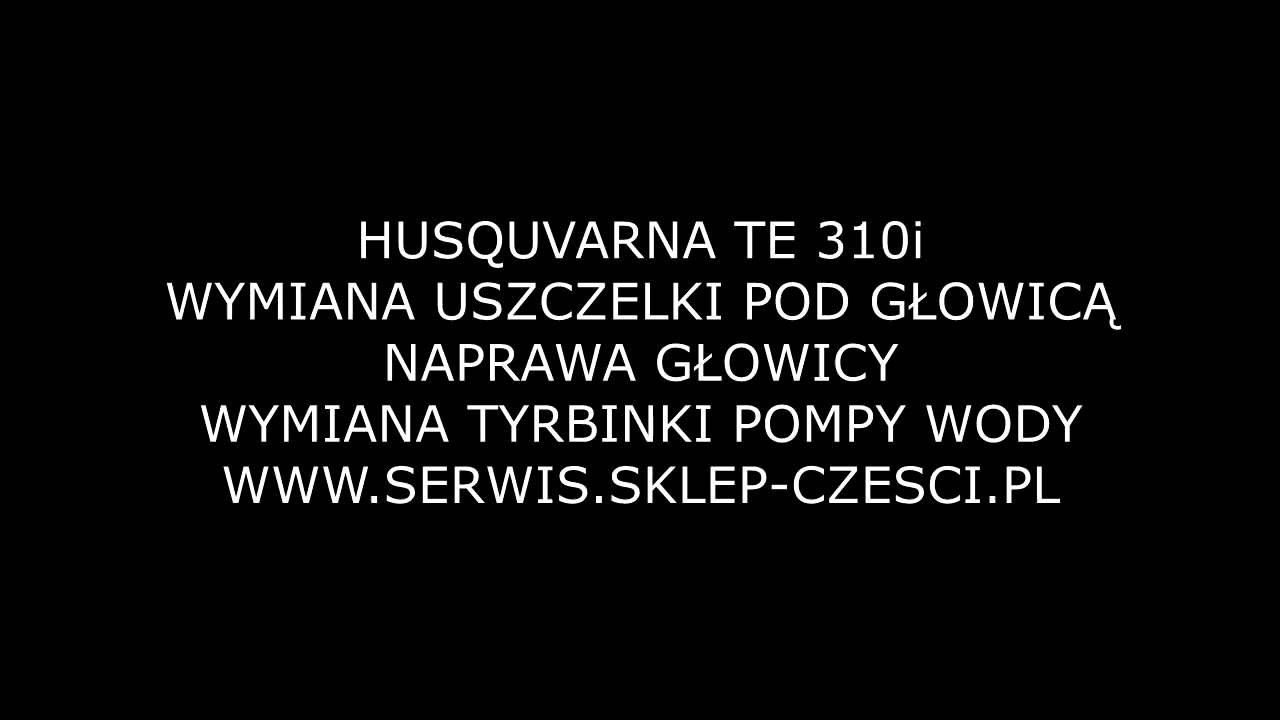 HUSQUVARNA TE 310i
WYMIANA USZCZELKI POD GŁOWICĄ
NAPRAWA GŁOWICY
WYMIANA TYRBINKI POMPY WODY
WWW.SERWIS.SKLEP-CZESCI.PL